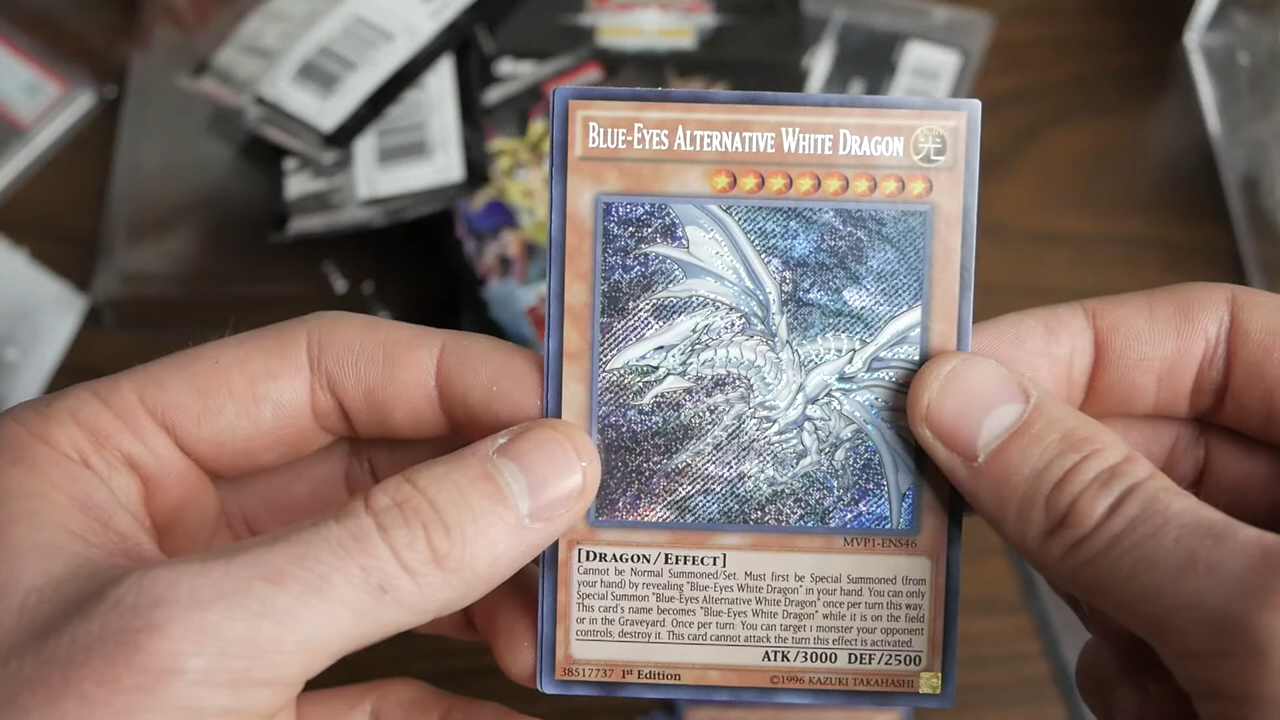 BLUE-EYES ALTERNATIVE WHITE DRAGON
光
MVP1-ENS46
[DRAGON/EFFECT]
Cannot be Normal Summoned/Set. Must first be Special Summoned (from
your hand) by revealing "Blue-Eyes White Dragon" in your hand. You can only
Special Summon "Blue-Eyes Alternative White Dragon" once per turn this way.
This card's name becomes "Blue-Eyes White Dragon" while it is on the field
or in the Graveyard. Once per turn: You can target 1 monster your opponent
controls; destroy it. This card cannot attack the turn this effect is activated.
ATK/3000 DEF/2500
38517737 1st Edition
©1996 KAZUKI TAKAHASHI